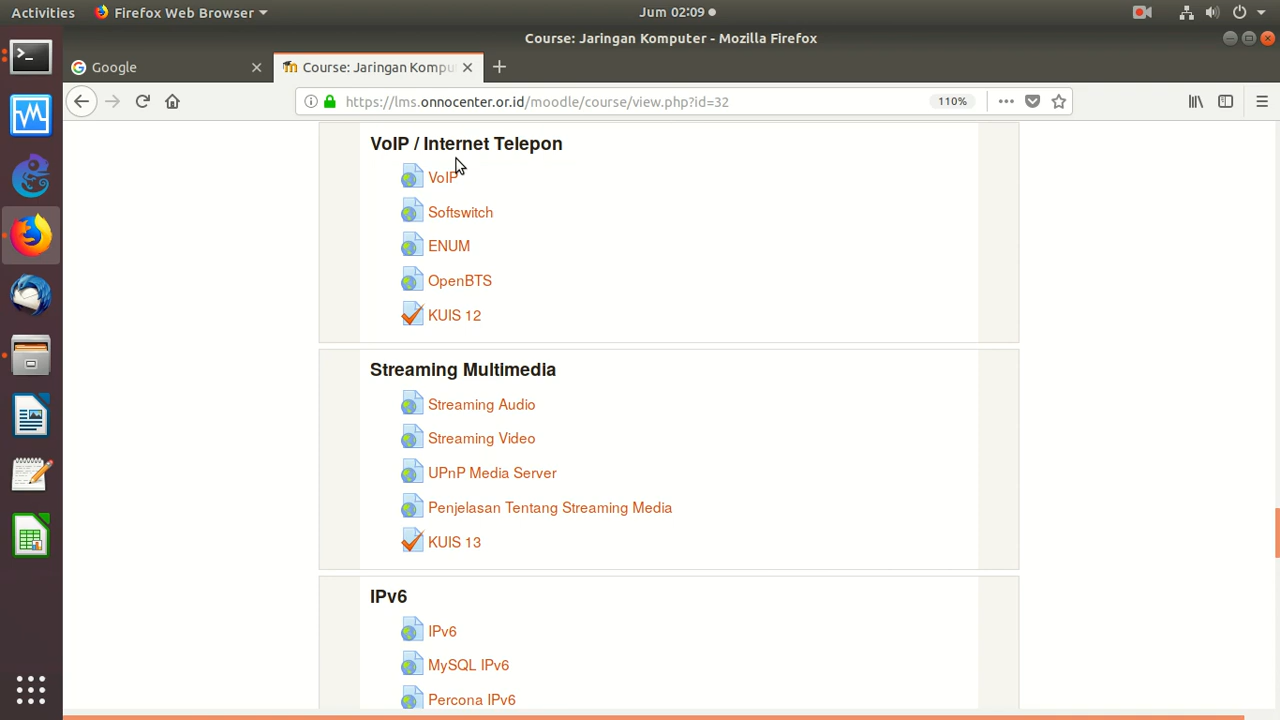 Activities
Firefox Web Browser
Jum 02:09
Course: Jaringan Komputer - Mozilla Firefox
Google
Course: Jaringan Kompu
https://lms.onnocenter.or.id/moodle/course/view.php?id=32
110%
VoIP / Internet Telepon
VoIP
Softswitch
ENUM
OpenBTS
KUIS 12
Streaming Multimedia
Streaming Audio
Streaming Video
UPnP Media Server
Penjelasan Tentang Streaming Media
KUIS 13
IPv6
IPv6
MySQL IPv6
Percona IPv6